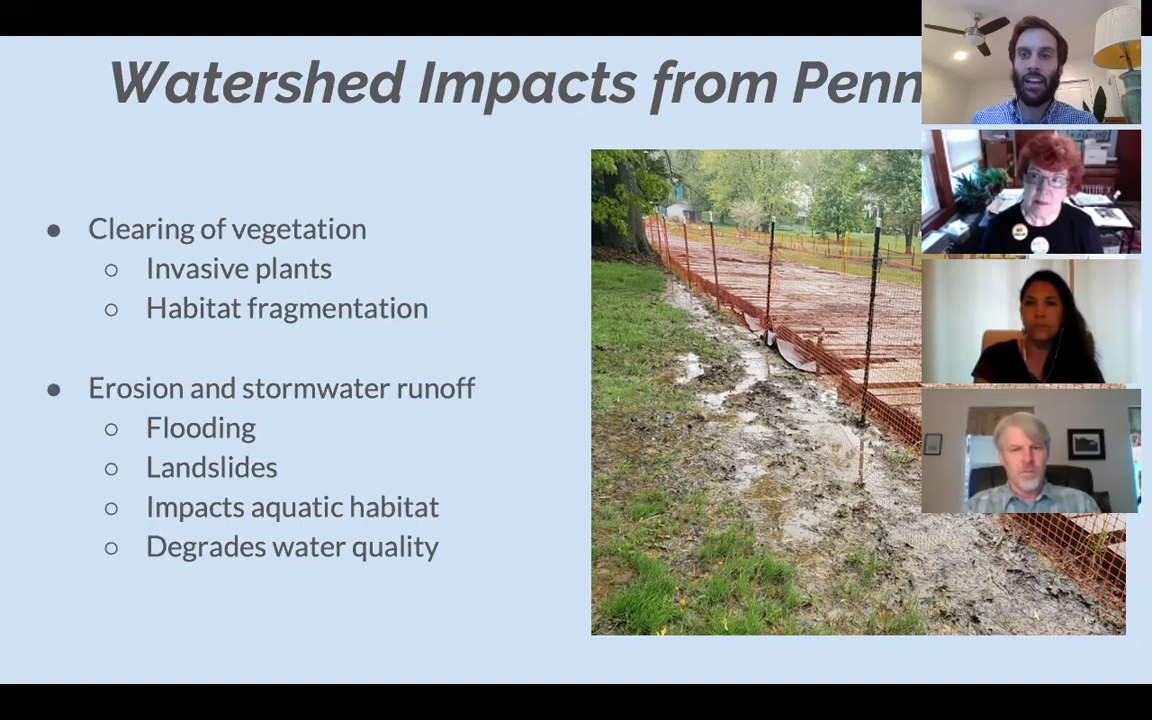 Watershed Impacts from Penn
● Clearing of vegetation
○ Invasive plants
○ Habitat fragmentation
● Erosion and stormwater runoff
○ Flooding
○ Landslides
○ Impacts aquatic habitat
○ Degrades water quality